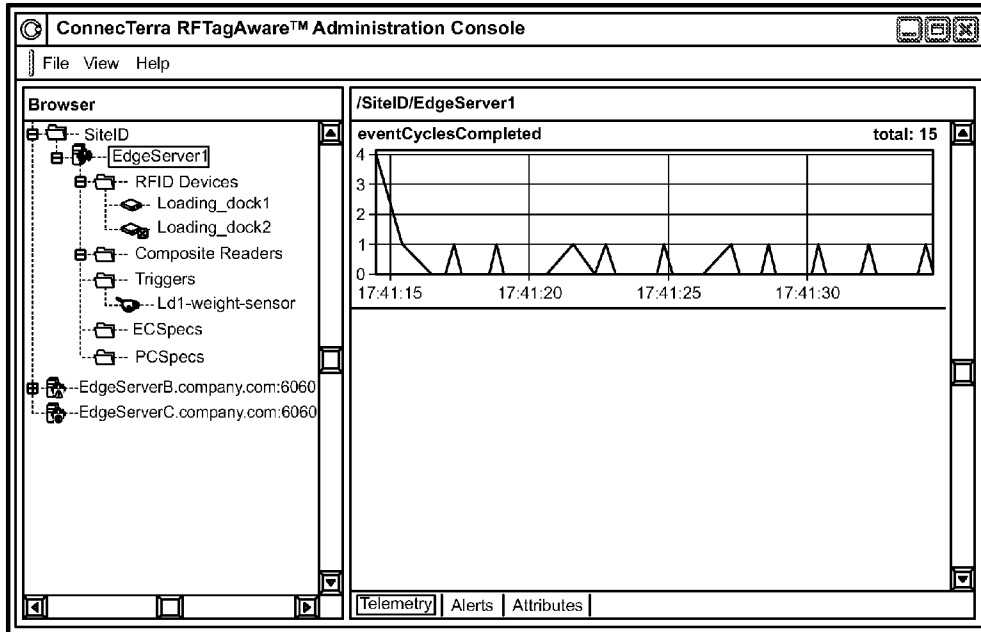 ConnecTerra RFTagAware™ Administration Console
File View Help
Browser
SiteID
EdgeServer1
RFID Devices
Loading_dock1
Loading_dock2
Composite Readers
Triggers
Ld1-weight-sensor
ECSpecs
PCSpecs
EdgeServerB.company.com:6060
EdgeServerC.company.com:6060
/SiteID/EdgeServer1
eventCyclesCompleted total: 15
4
3
2
1
0
17:41:15 17:41:20 17:41:25 17:41:30
Telemetry Alerts Attributes